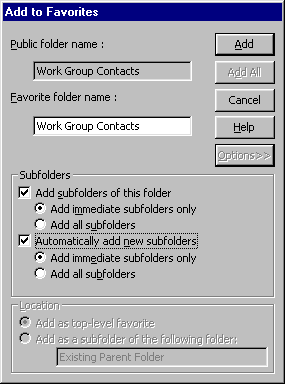 Add to Favorites
Public folder name :
Work Group Contacts
Favorite folder name :
Work Group Contacts
Add
Add All
Cancel
Help
Options>>
Subfolders
Add subfolders of this folder
Add immediate subfolders only
Add all subfolders
Automatically add new subfolders
Add immediate subfolders only
Add all subfolders
Location
Add as top-level favorite
Add as a subfolder of the following folder:
Existing Parent Folder